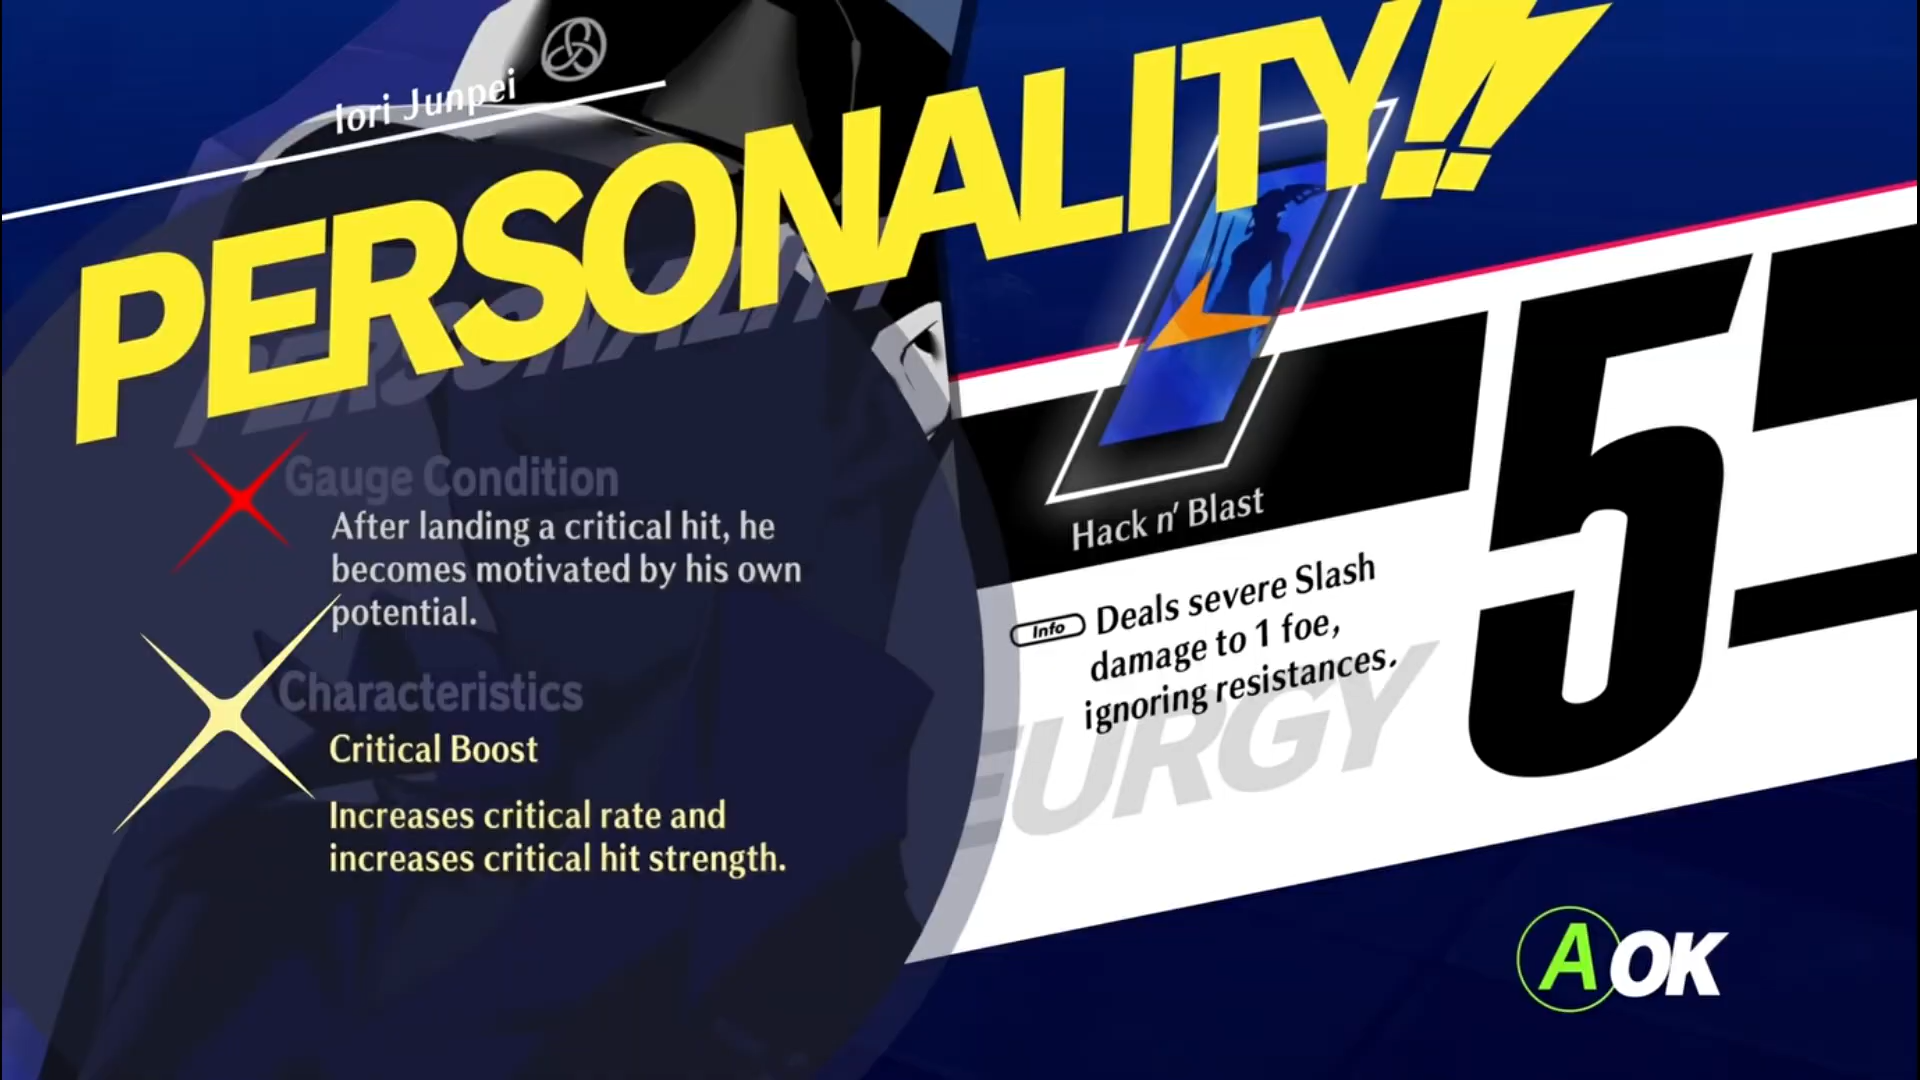 Iori Junpei
PERSONALITY!!
Gauge Condition
After landing a critical hit, he
becomes motivated by his own
potential.
Characteristics
Critical Boost
Increases critical rate and
increases critical hit strength.
Hack n' Blast
5
Info Deals severe Slash
damage to 1 foe,
ignoring resistances.
EURGY
A OK